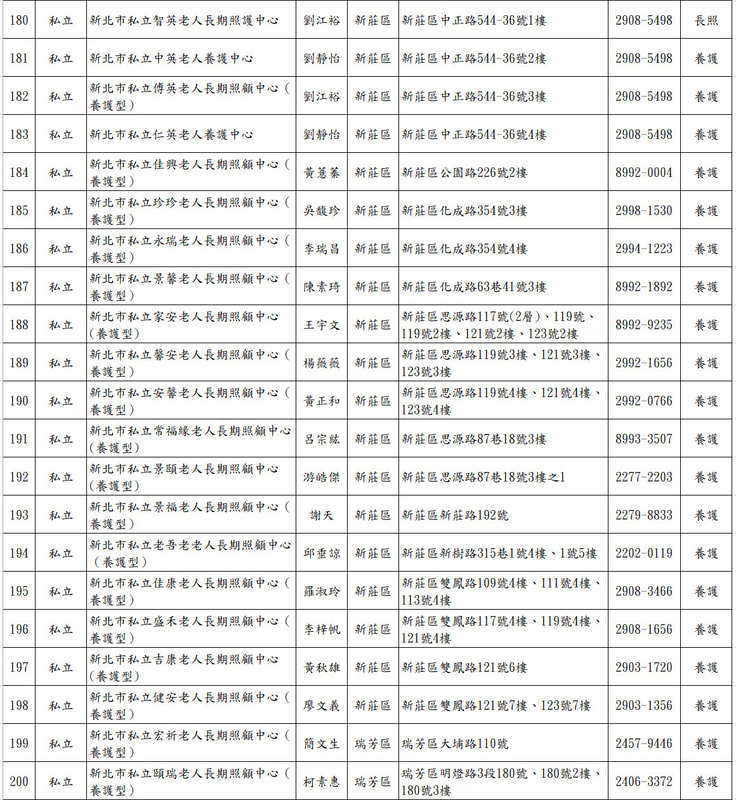 180 私立 新北市私立智英老人長期照護中心 劉江裕 新莊區 新莊區中正路544-36號1樓 2908-5498 長照
181 私立 新北市私立中英老人養護中心 劉靜怡 新莊區 新莊區中正路544-36號2樓 2908-5498 養護
182 私立 新北市私立傅英老人長期照顧中心(
養護型) 劉江裕 新莊區 新莊區中正路544-36號3樓 2908-5498 養護
183 私立 新北市私立仁英老人養護中心 劉靜怡 新莊區 新莊區中正路544-36號4樓 2908-5498 養護
184 私立 新北市私立佳興老人長期照顧中心(
養護型) 黃薏蓁 新莊區 新莊區公園路226號2樓 8992-0004 養護
185 私立 新北市私立珍珍老人長期照顧中心(
養護型) 吳馥珍 新莊區 新莊區化成路354號3樓 2998-1530 養護
186 私立 新北市私立永瑞老人長期照顧中心(
養護型) 李瑞昌 新莊區 新莊區化成路354號4樓 2994-1223 養護
187 私立 新北市私立景馨老人長期照顧中心(
養護型) 陳素琦 新莊區 新莊區化成路63巷41號3樓 8992-1892 養護
188 私立 新北市私立家安老人長期照顧中心
(養護型) 王宇文 新莊區 新莊區思源路117號(2層)、119號、
119號2樓、121號2樓、123號2樓 8992-9235 養護
189 私立 新北市私立馨安老人長期照顧中心(
養護型) 楊薇薇 新莊區 新莊區思源路119號3樓、121號3樓、
123號3樓 2992-1656 養護
190 私立 新北市私立安馨老人長期照顧中心(
養護型) 黃正和 新莊區 新莊區思源路119號4樓、121號4樓、
123號4樓 2992-0766 養護
191 私立 新北市私立常福緣老人長期照顧中心
(養護型) 呂宗紘 新莊區 新莊區思源路87巷18號3樓 8993-3507 養護
192 私立 新北市私立景頤老人長期照顧中心
(養護型) 游皓傑 新莊區 新莊區思源路87巷18號3樓之1 2277-2203 養護
193 私立 新北市私立景福老人長期照顧中心(
養護型) 謝天 新莊區 新莊區新莊路192號 2279-8833 養護
194 私立 新北市私立老吾老老人長期照顧中心
(養護型) 邱垂諒 新莊區 新莊區新樹路315巷1號4樓、1號5樓 2202-0119 養護
195 私立 新北市私立佳康老人長期照顧中心(
養護型) 羅淑玲 新莊區 新莊區雙鳳路109號4樓、111號4樓、
113號4樓 2908-3466 養護
196 私立 新北市私立盛禾老人長期照顧中心(
養護型) 李梓帆 新莊區 新莊區雙鳳路117號4樓、119號4樓、
121號4樓 2908-1656 養護
197 私立 新北市私立吉康老人長期照顧中心
(養護型) 黃秋雄 新莊區 新莊區雙鳳路121號6樓 2903-1720 養護
198 私立 新北市私立健安老人長期照顧中心(
養護型) 廖文義 新莊區 新莊區雙鳳路121號7樓、123號7樓 2903-1356 養護
199 私立 新北市私立宏祈老人長期照顧中心(
養護型) 簡文生 瑞芳區 瑞芳區大埔路110號 2457-9446 養護
200 私立 新北市私立頤瑞老人長期照顧中心(
養護型) 柯素惠 瑞芳區 瑞芳區明燈路3段180號、180號2樓、
180號3樓 2406-3372 養護